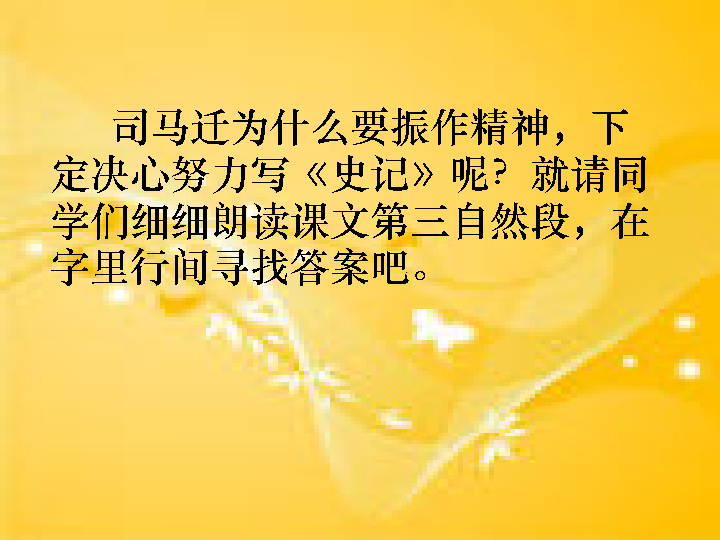 司马迁为什么要振作精神，下
定决心努力写《史记》呢？就请同
学们细细朗读课文第三自然段，在
字里行间寻找答案吧。